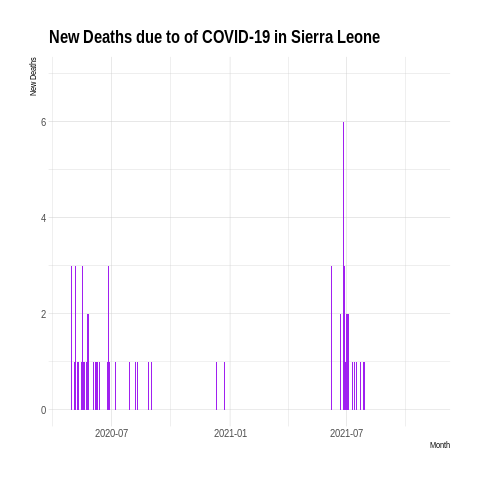 New Deaths due to of COVID-19 in Sierra Leone
New Deaths
6
4
2
0
2020-07 2021-01 2021-07
Month